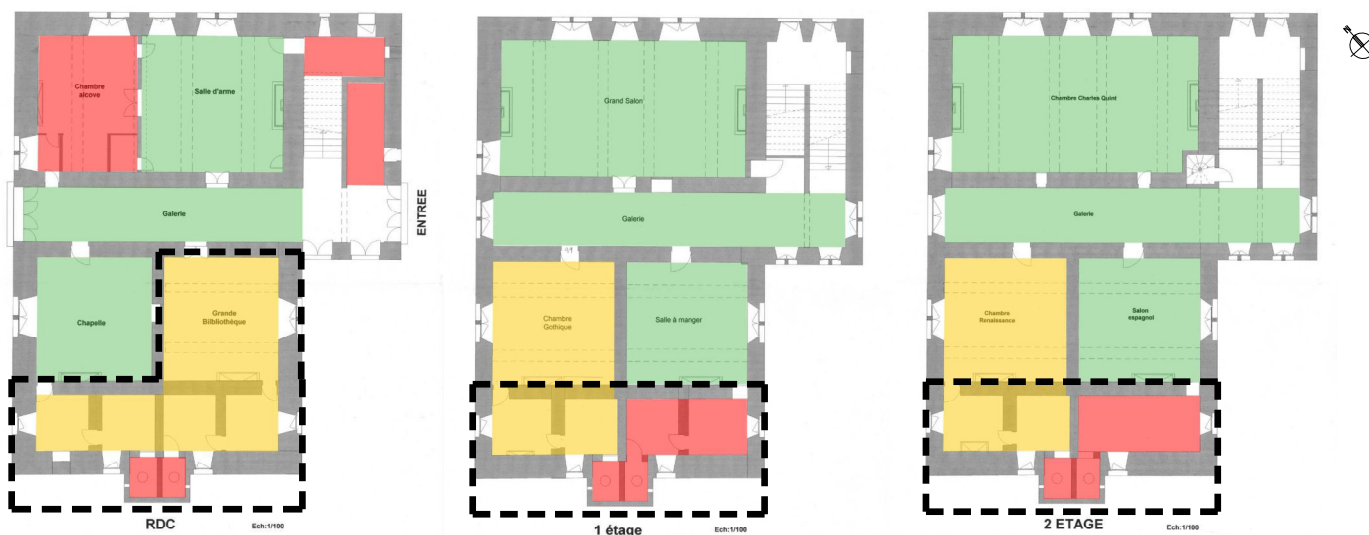 Chambre
alcove
Salle d'arme
Galerie
ENTREE
Chapelle
Grande
Bilbliothèque
RDC
Ech:1/100
Grand Salon
Galerie
Chambre
Gothique
Salle à manger
1 étage
Ech:1/100
Chambre Charles Quint
Galerie
Chambre
Renaissance
Salon
espagnol
2 ETAGE
Ech:1/100
N